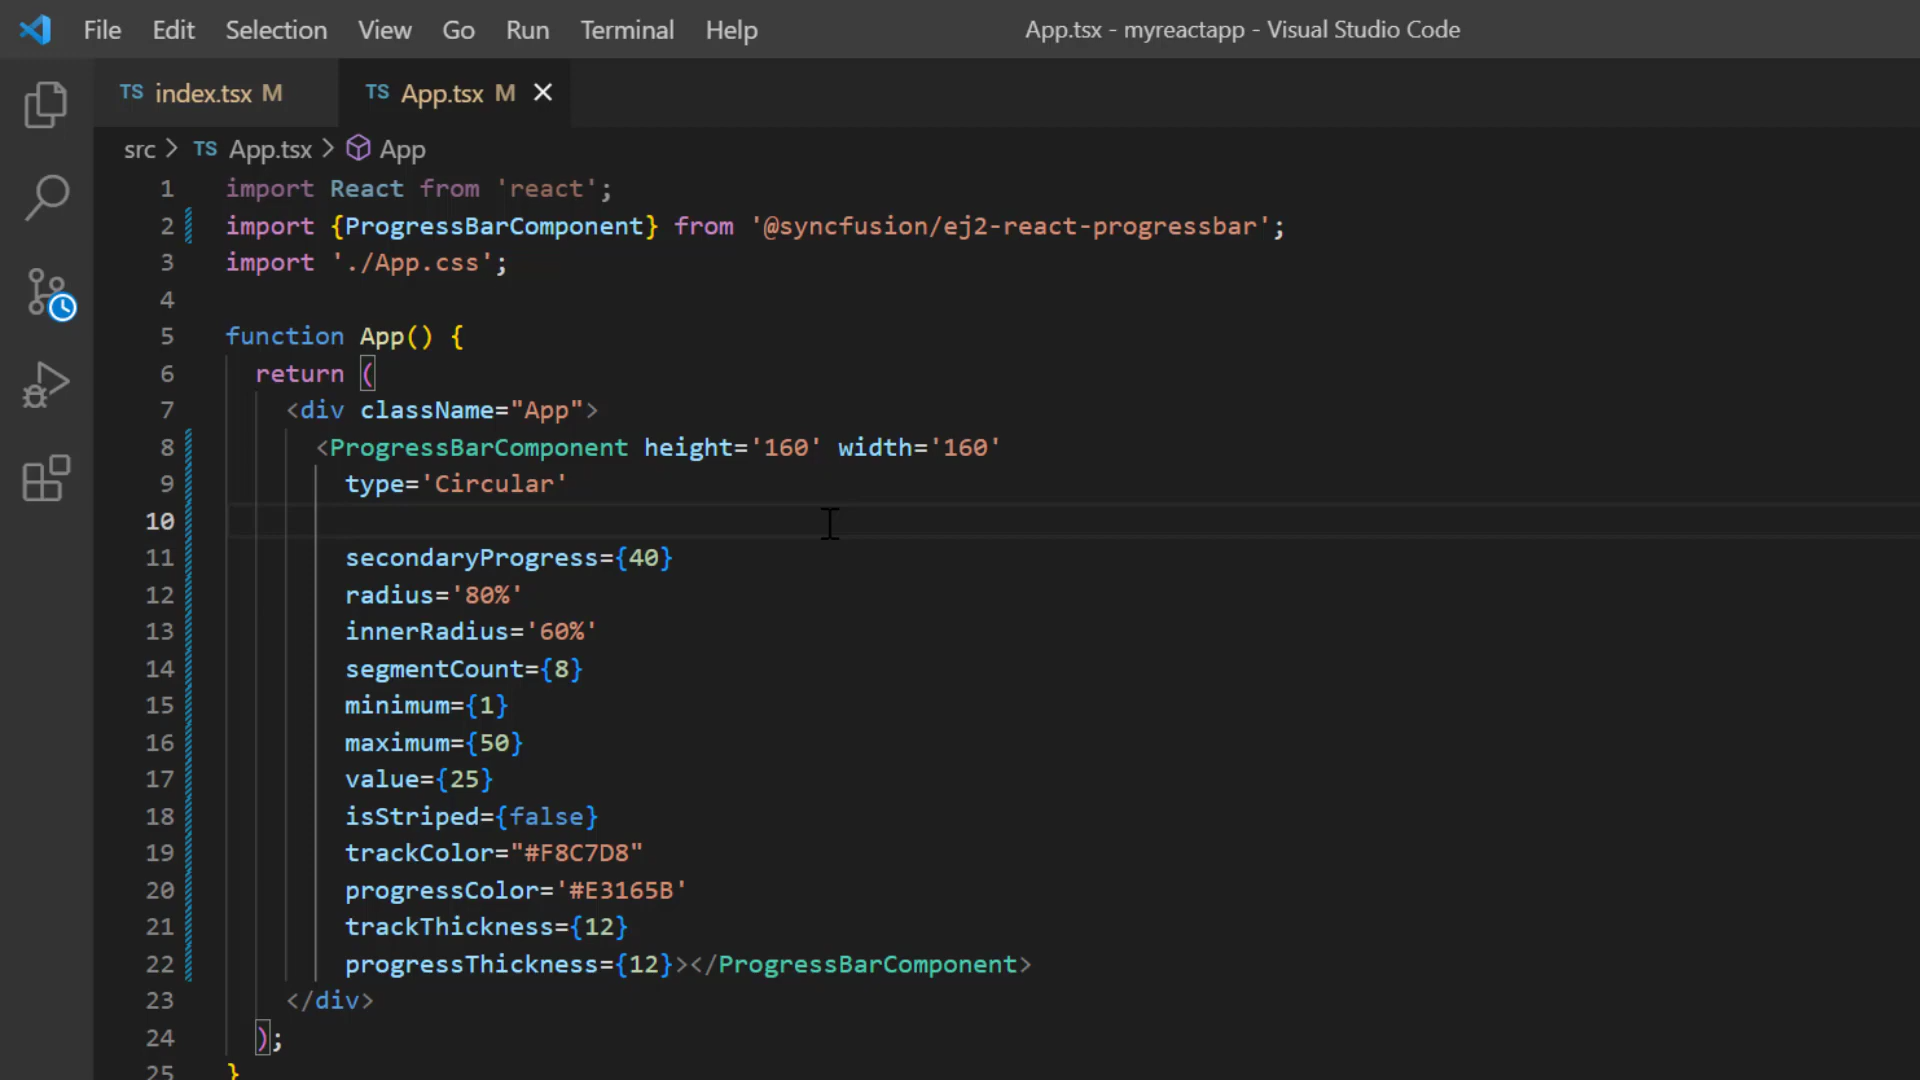 File Edit Selection View Go Run Terminal Help App.tsx - myreactapp - Visual Studio Code
TS index.tsx M TS App.tsx M
src > TS App.tsx > App
1 import React from 'react';
2 import {ProgressBarComponent} from '@syncfusion/ej2-react-progressbar';
3 import './App.css';
4
5 function App() {
6 return (
7 <div className="App">
8 <ProgressBarComponent height='160' width='160'
9 type='Circular'
10
11 secondaryProgress={40}
12 radius='80%'
13 innerRadius='60%'
14 segmentCount={8}
15 minimum={1}
16 maximum={50}
17 value={25}
18 isStriped={false}
19 trackColor="#F8C7D8"
20 progressColor='#E3165B'
21 trackThickness={12}
22 progressThickness={12}></ProgressBarComponent>
23 </div>
24 );
25 }